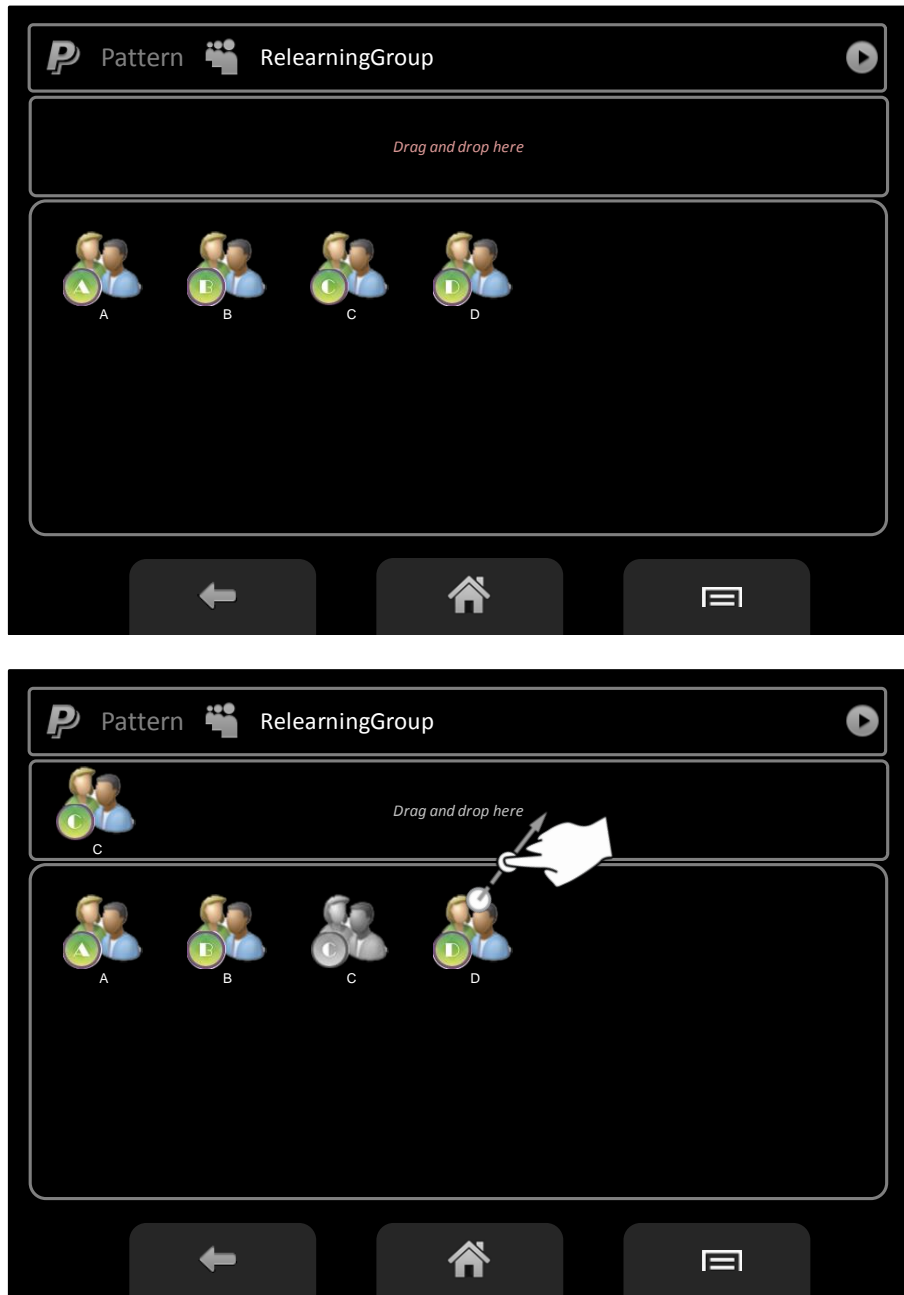 P Pattern RelearningGroup
Drag and drop here
A B C D
A B C D
P Pattern RelearningGroup
C Drag and drop here
C
A B C D
A B C D